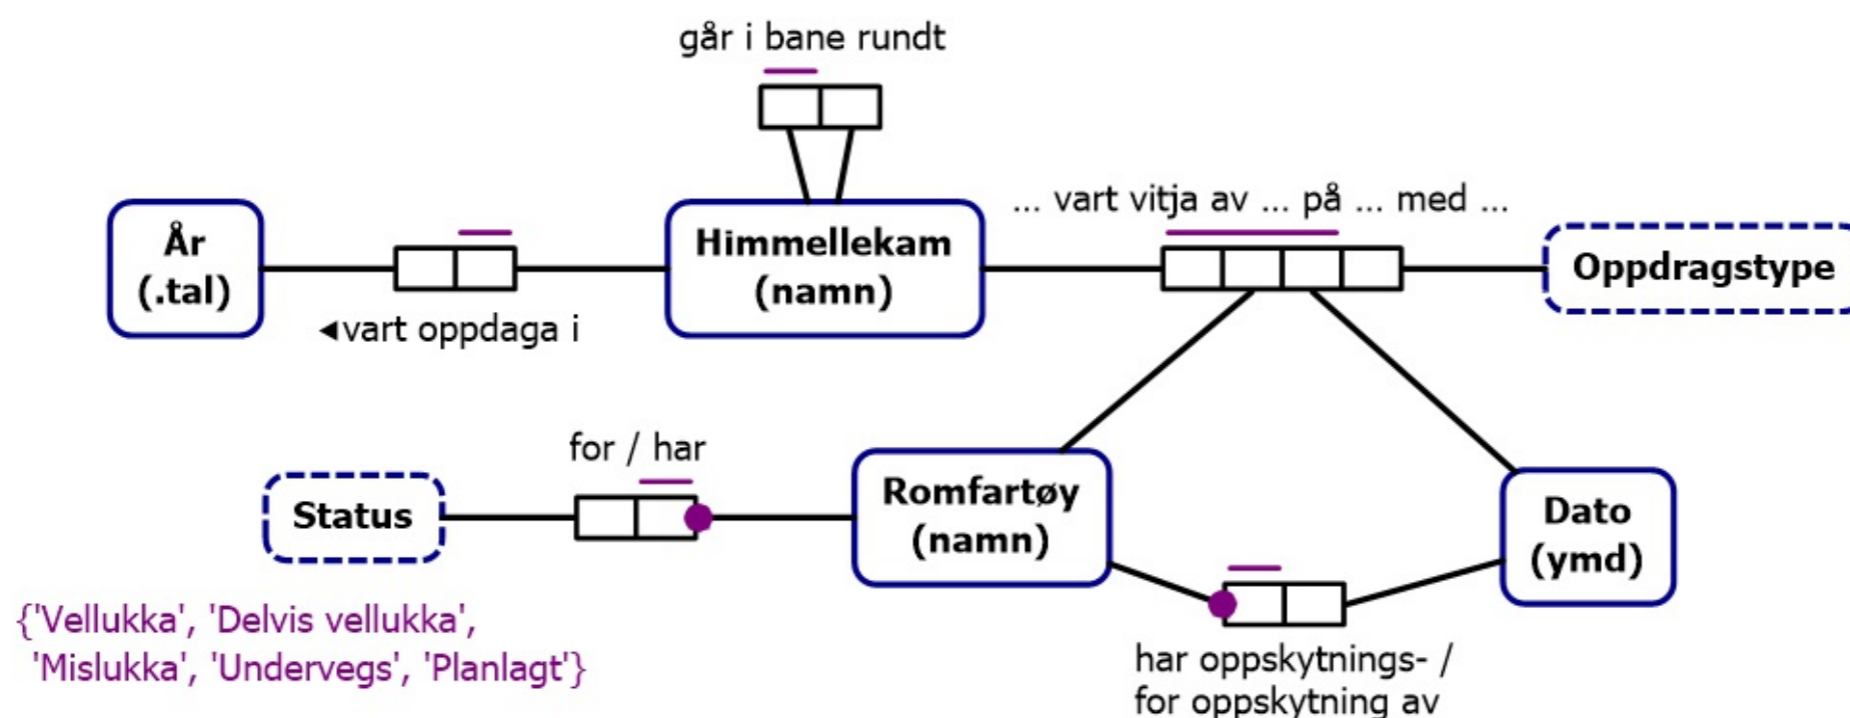 går i bane rundt
... vart vitja av ... på ... med ...
År
(.tal)
Himmellekam
(namn)
Oppdragstype
◄vart oppdaga i
for / har
Status
Romfartøy
(namn)
Dato
(ymd)
{'Vellukka', 'Delvis vellukka',
'Mislukka', 'Undervegs', 'Planlagt'}
har oppskytnings- /
for oppskytning av